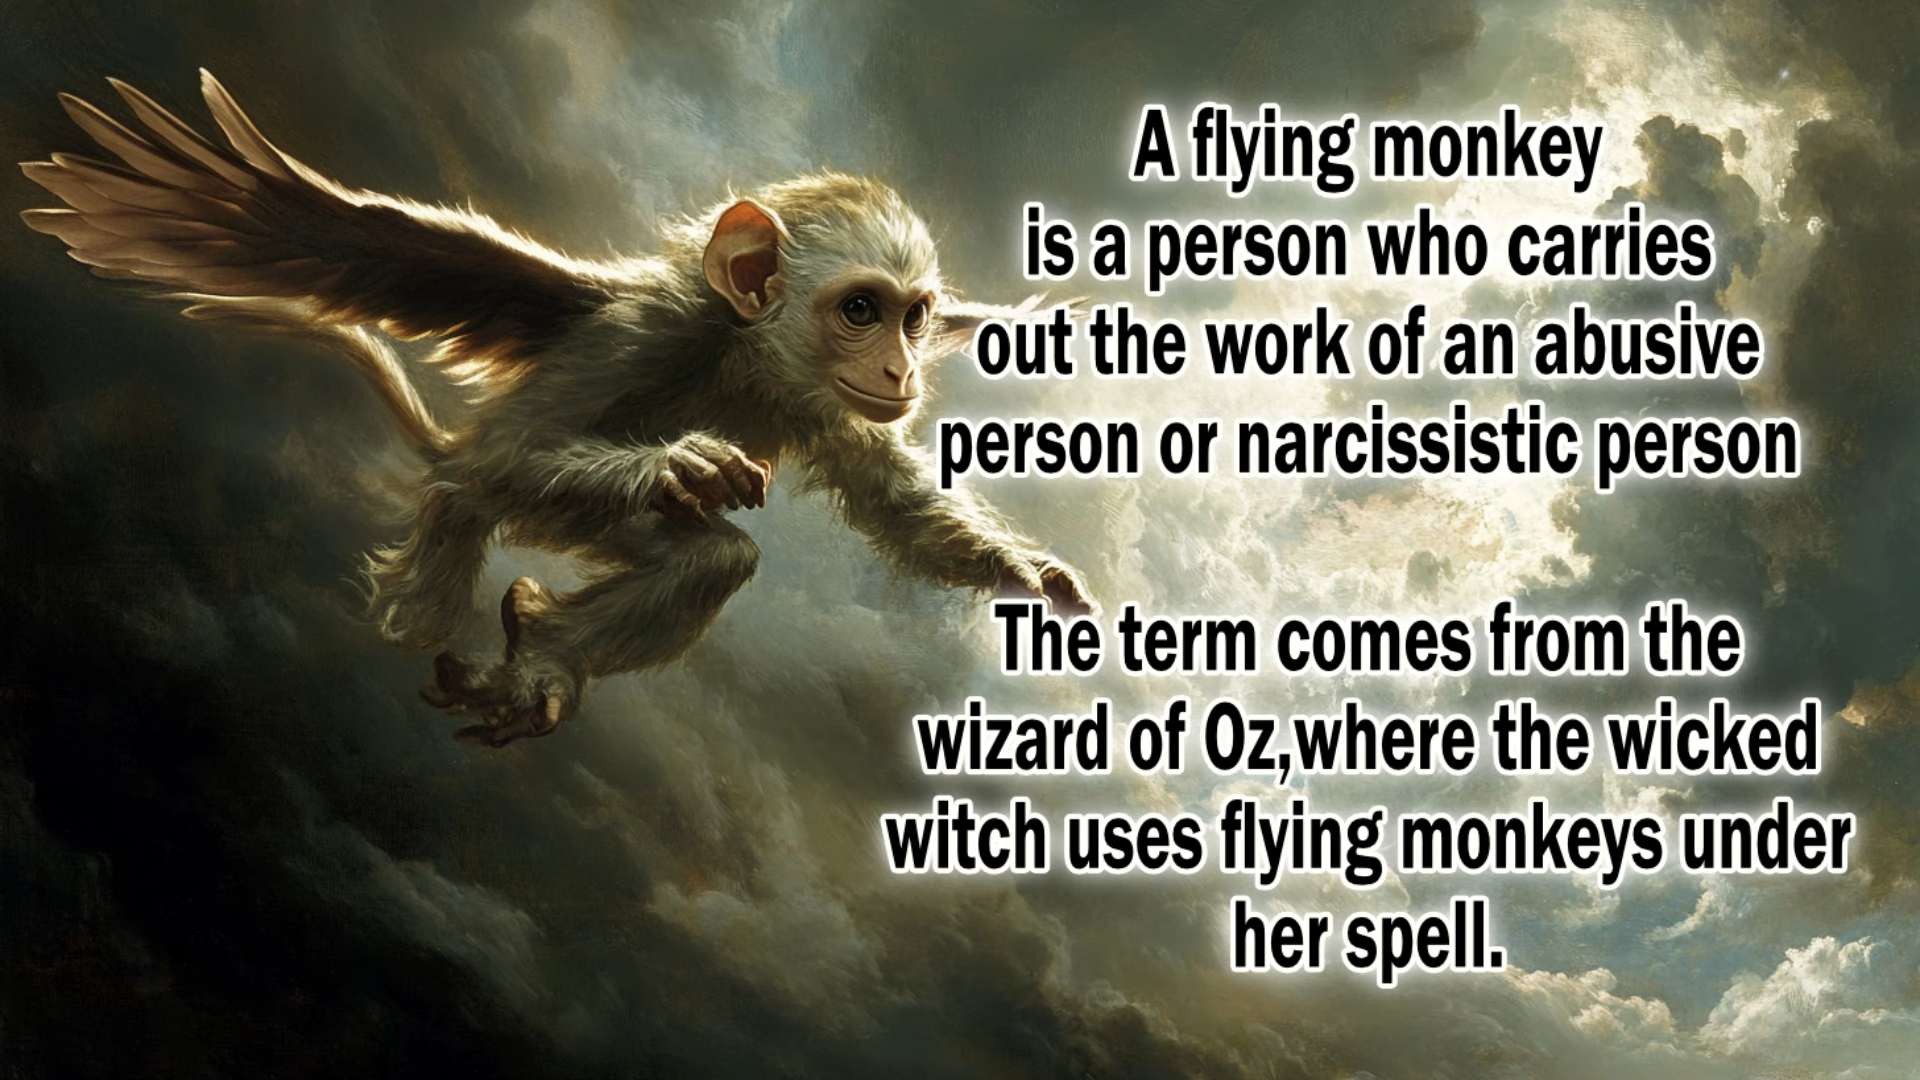 A flying monkey
is a person who carries
out the work of an abusive
person or narcissistic person
The term comes from the
wizard of Oz,where the wicked
witch uses flying monkeys under
her spell.